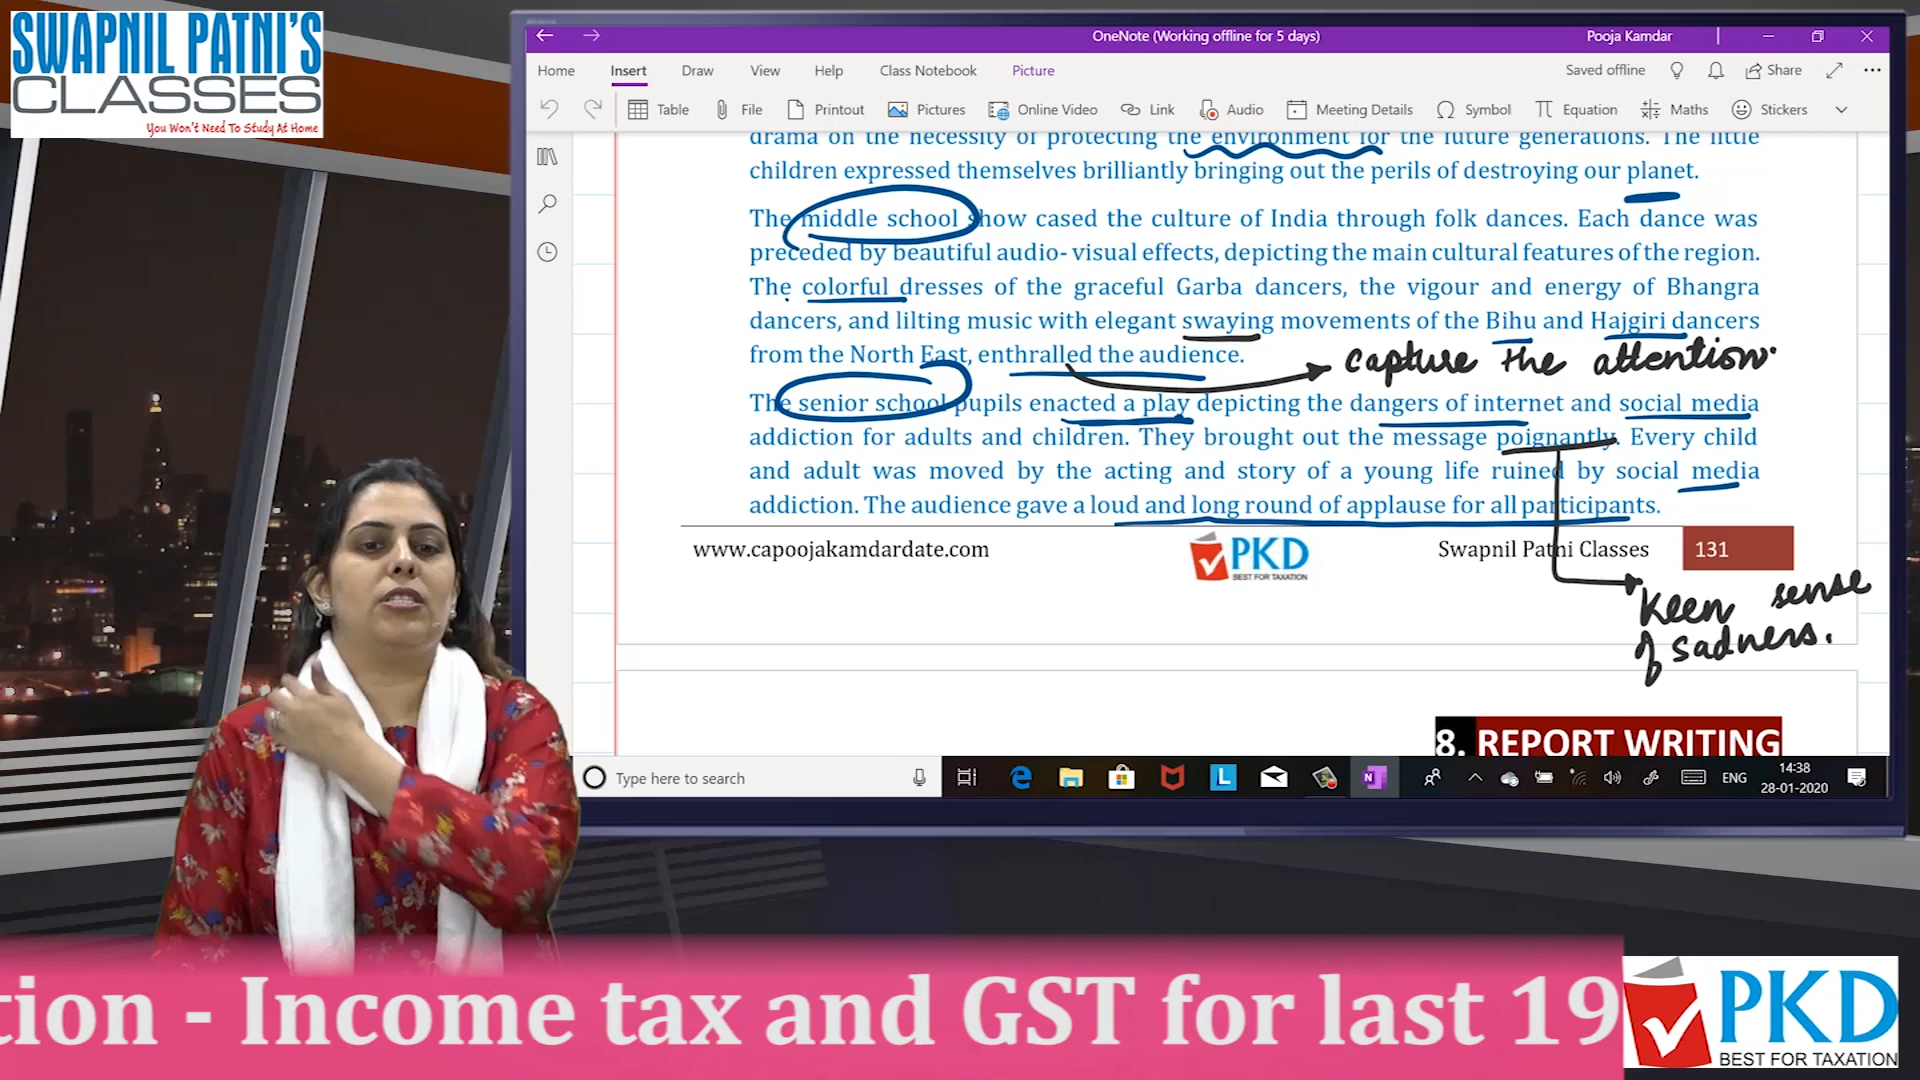 SWAPNIL PATNI'S
CLASSES
You Won't Need To Study At Home
OneNote (Working offline for 5 days)
Pooja Kamdar
Home Insert Draw View Help Class Notebook Picture
Saved offline Share
Table File Printout Pictures Online Video Link Audio Meeting Details Symbol Equation Maths Stickers
drama on the necessity of protecting the environment for the future generations. The little
children expressed themselves brilliantly bringing out the perils of destroying our planet.
The middle school show cased the culture of India through folk dances. Each dance was
preceded by beautiful audio- visual effects, depicting the main cultural features of the region.
The colorful dresses of the graceful Garba dancers, the vigour and energy of Bhangra
dancers, and lilting music with elegant swaying movements of the Bihu and Hajgiri dancers
from the North East, enthralled the audience.
capture the attention.
The senior school pupils enacted a play depicting the dangers of internet and social media
addiction for adults and children. They brought out the message poignantly. Every child
and adult was moved by the acting and story of a young life ruined by social media
addiction. The audience gave a loud and long round of applause for all participants.
www.capoojakamdardate.com
PKD
BEST FOR TAXATION
Swapnil Patni Classes
131
Keen sense
of sadness.
8. REPORT WRITING
Type here to search
L
N
ENG
14:38
28-01-2020
tion - Income tax and GST for last 19
PKD
BEST FOR TAXATION